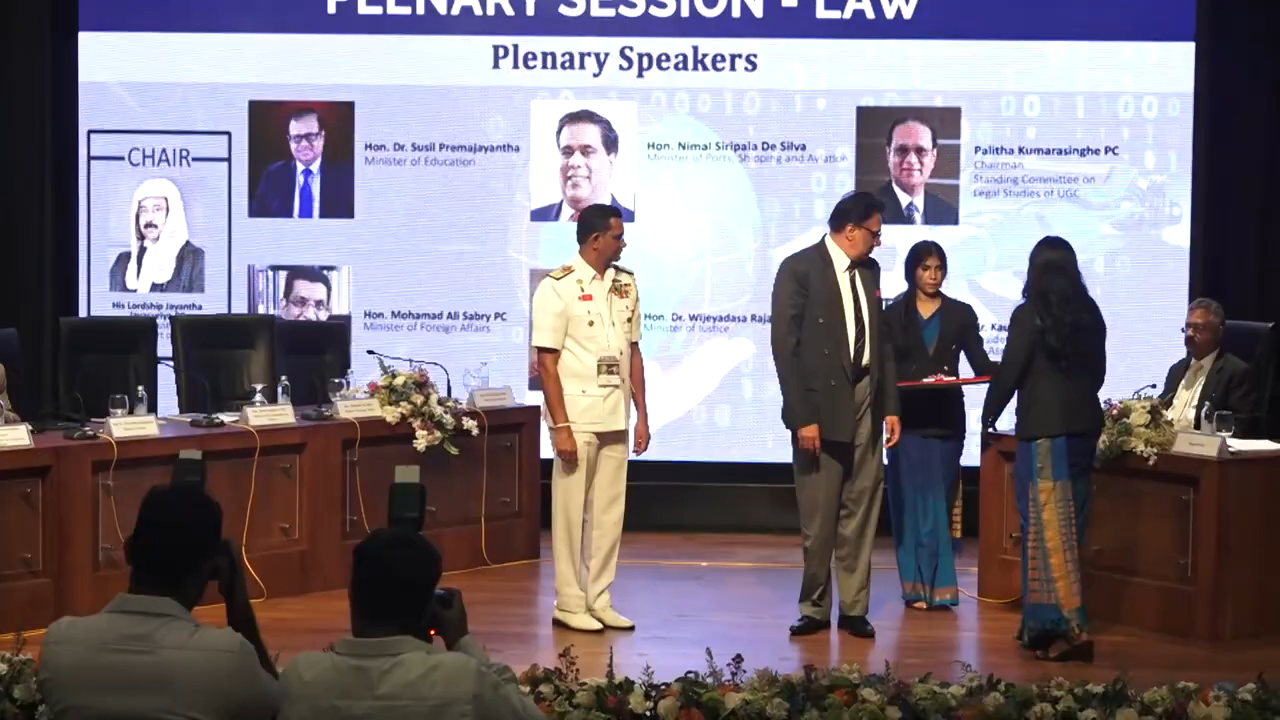 PLENARY SESSION - LAW
Plenary Speakers
CHAIR
His Lordship Jayantha
Hon. Dr. Susil Premajayantha
Minister of Education
Hon. Nimal Siripala De Silva
Minister of Ports, Shipping and Aviation
Palitha Kumarasinghe PC
Chairman
Standing Committee on
Legal Studies of UGC
Hon. Mohamad Ali Sabry PC
Minister of Foreign Affairs
Hon. Dr. Wijeyadasa Raja
Minister of Justice